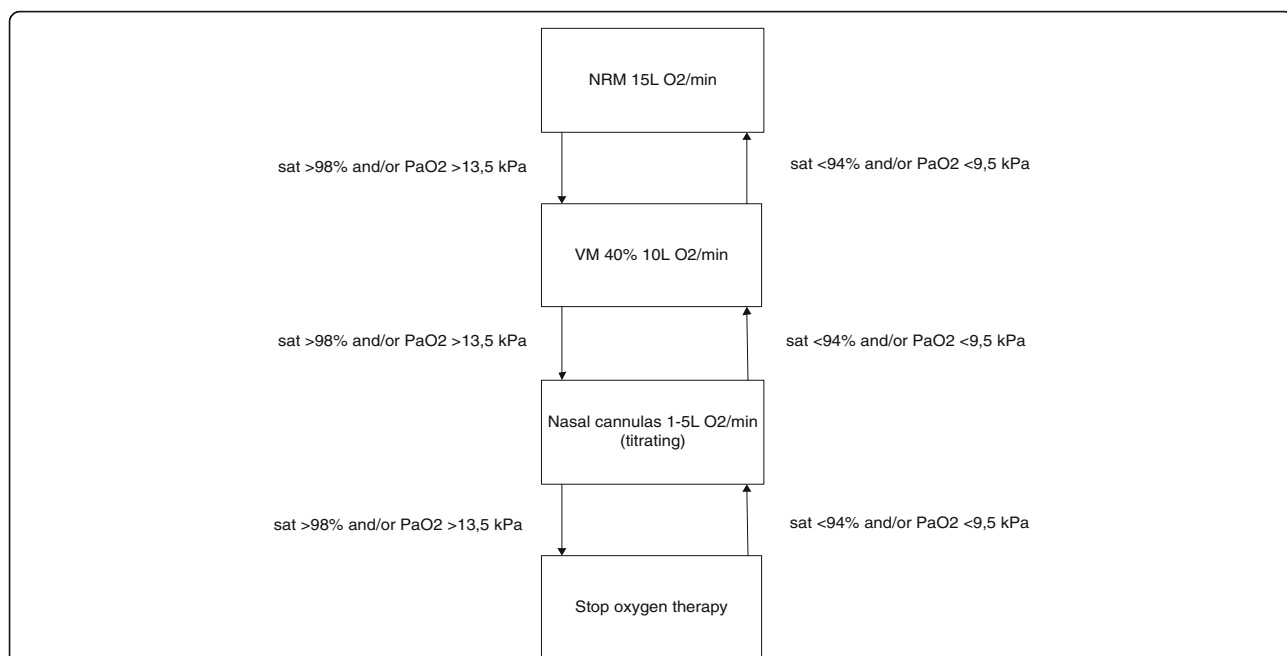 NRM 15L O2/min
sat >98% and/or PaO2 >13,5 kPa
sat <94% and/or PaO2 <9,5 kPa
VM 40% 10L O2/min
sat >98% and/or PaO2 >13,5 kPa
sat <94% and/or PaO2 <9,5 kPa
Nasal cannulas 1-5L O2/min
(titrating)
sat >98% and/or PaO2 >13,5 kPa
sat <94% and/or PaO2 <9,5 kPa
Stop oxygen therapy